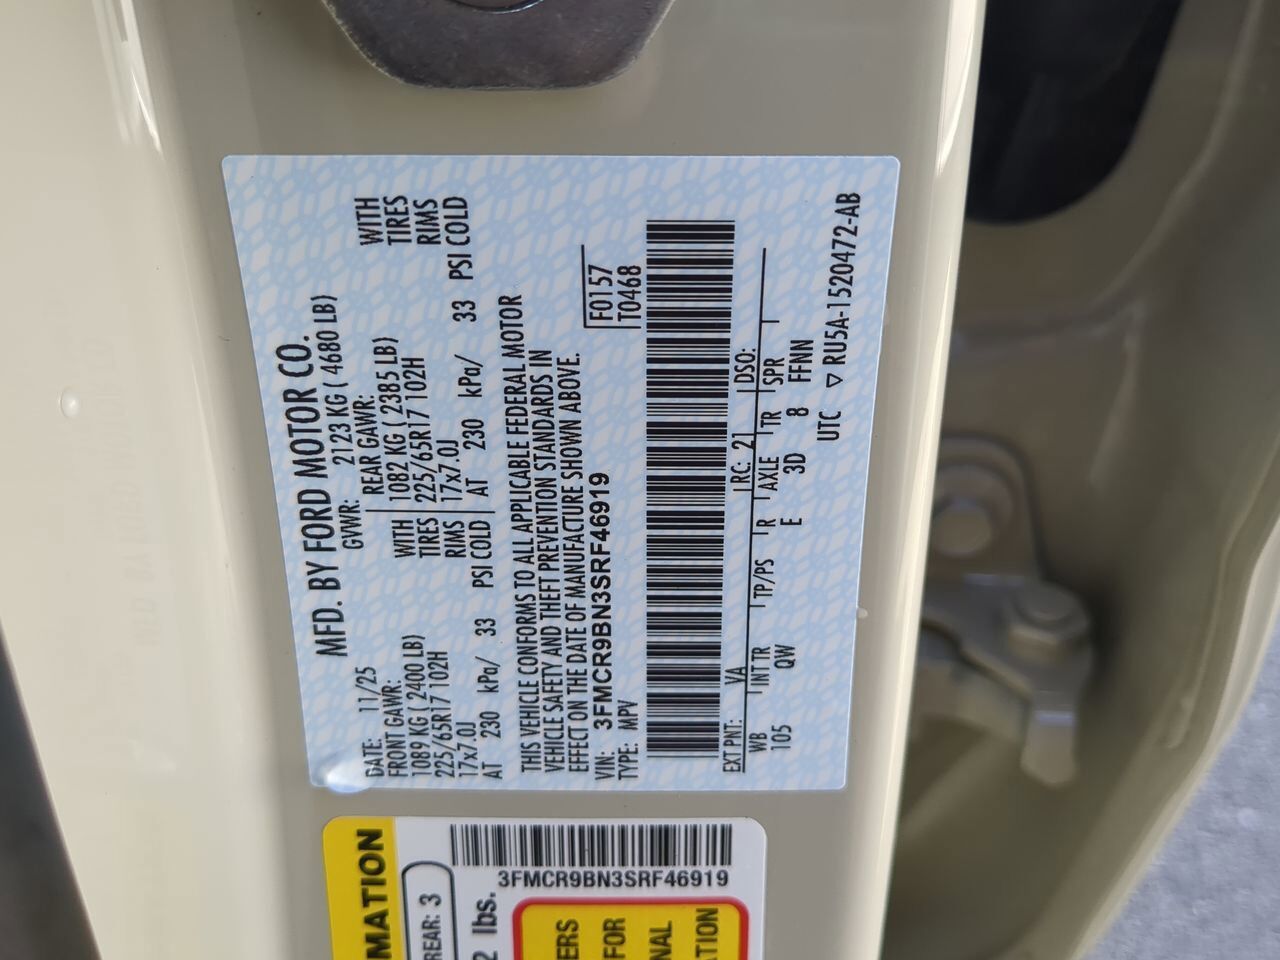 MFD. BY FORD MOTOR CO.
DATE: 11/25 GVWR: 2123 KG ( 4680 LB)
FRONT GAWR: REAR GAWR:
1089 KG ( 2400 LB) WITH 1082 KG ( 2385 LB) WITH
225/65R17 102H TIRES 225/65R17 102H TIRES
17x7.0J RIMS 17x7.0J RIMS
AT 230 kPa/ 33 PSI COLD AT 230 kPa/ 33 PSI COLD
THIS VEHICLE CONFORMS TO ALL APPLICABLE FEDERAL MOTOR
VEHICLE SAFETY AND THEFT PREVENTION STANDARDS IN
EFFECT ON THE DATE OF MANUFACTURE SHOWN ABOVE.
VIN: 3FMCR9BN3SRF46919 F0157
TYPE: MPV T0468
EXT PNT: YA RC: 21 DSO:
WB INT TR TP/PS R AXLE TR SPR
105 QW E 3D 8 FFNN
UTC ▽ RU5A-1520472-AB
MATION
REAR: 3
2 lbs.
3FMCR9BN3SRF46919
ERS
FOR
NAL
TION